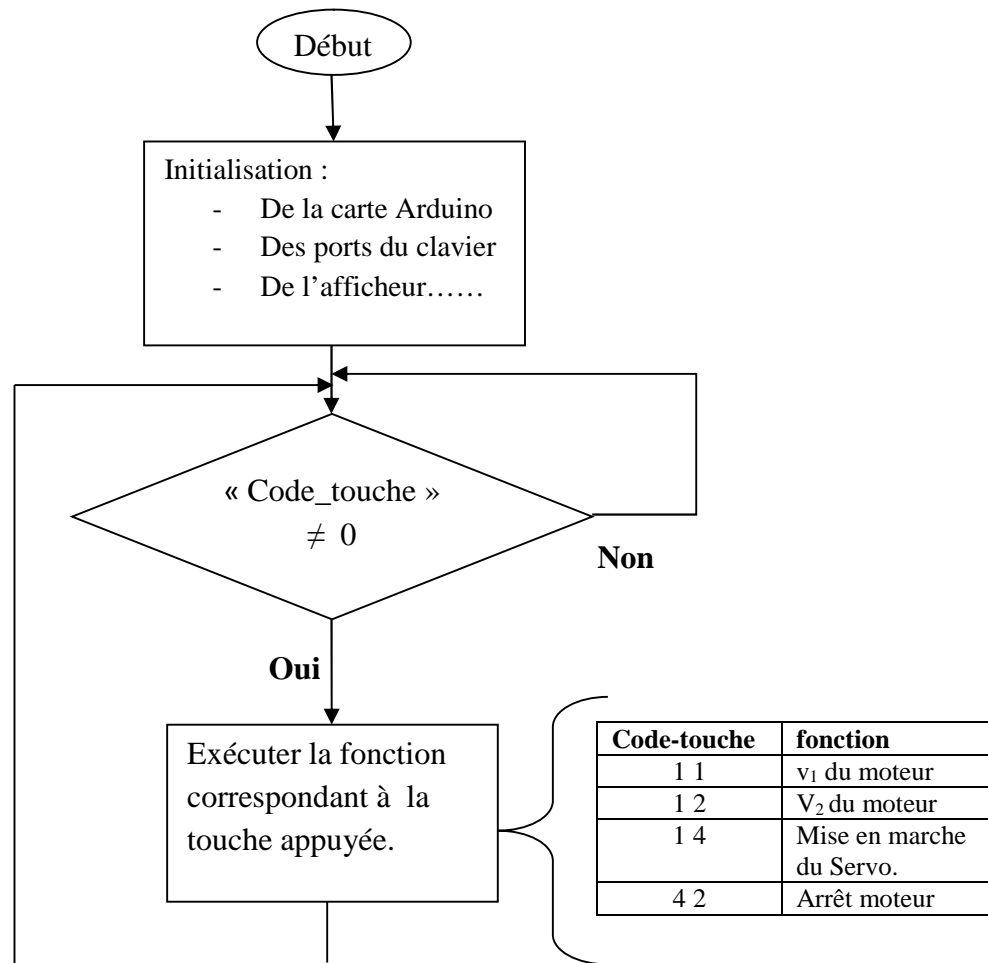 Début
Initialisation :
- De la carte Arduino
- Des ports du clavier
- De l’afficheur……
« Code_touche »
≠ 0
Non
Oui
Exécuter la fonction
correspondant à la
touche appuyée.
Code-touche fonction
1 1 v₁ du moteur
1 2 V₂ du moteur
1 4 Mise en marche
du Servo.
4 2 Arrêt moteur